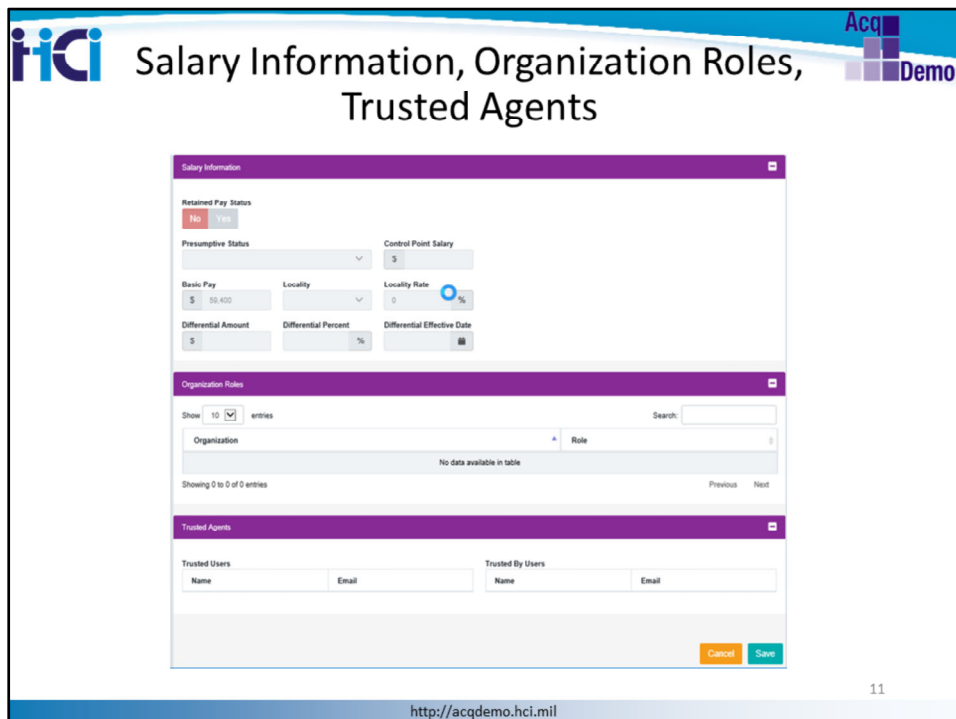 HCi
Acq
Demo
Salary Information, Organization Roles,
Trusted Agents
Salary Information
Retained Pay Status
No Yes
Presumptive Status Control Point Salary
$
Basic Pay Locality Locality Rate
$ 59,400 0 %
Differential Amount Differential Percent Differential Effective Date
$ %
Organization Roles
Show 10 entries Search:
Organization Role
No data available in table
Showing 0 to 0 of 0 entries Previous Next
Trusted Agents
Trusted Users Trusted By Users
Name Email Name Email
Cancel Save
11
http://acqdemo.hci.mil